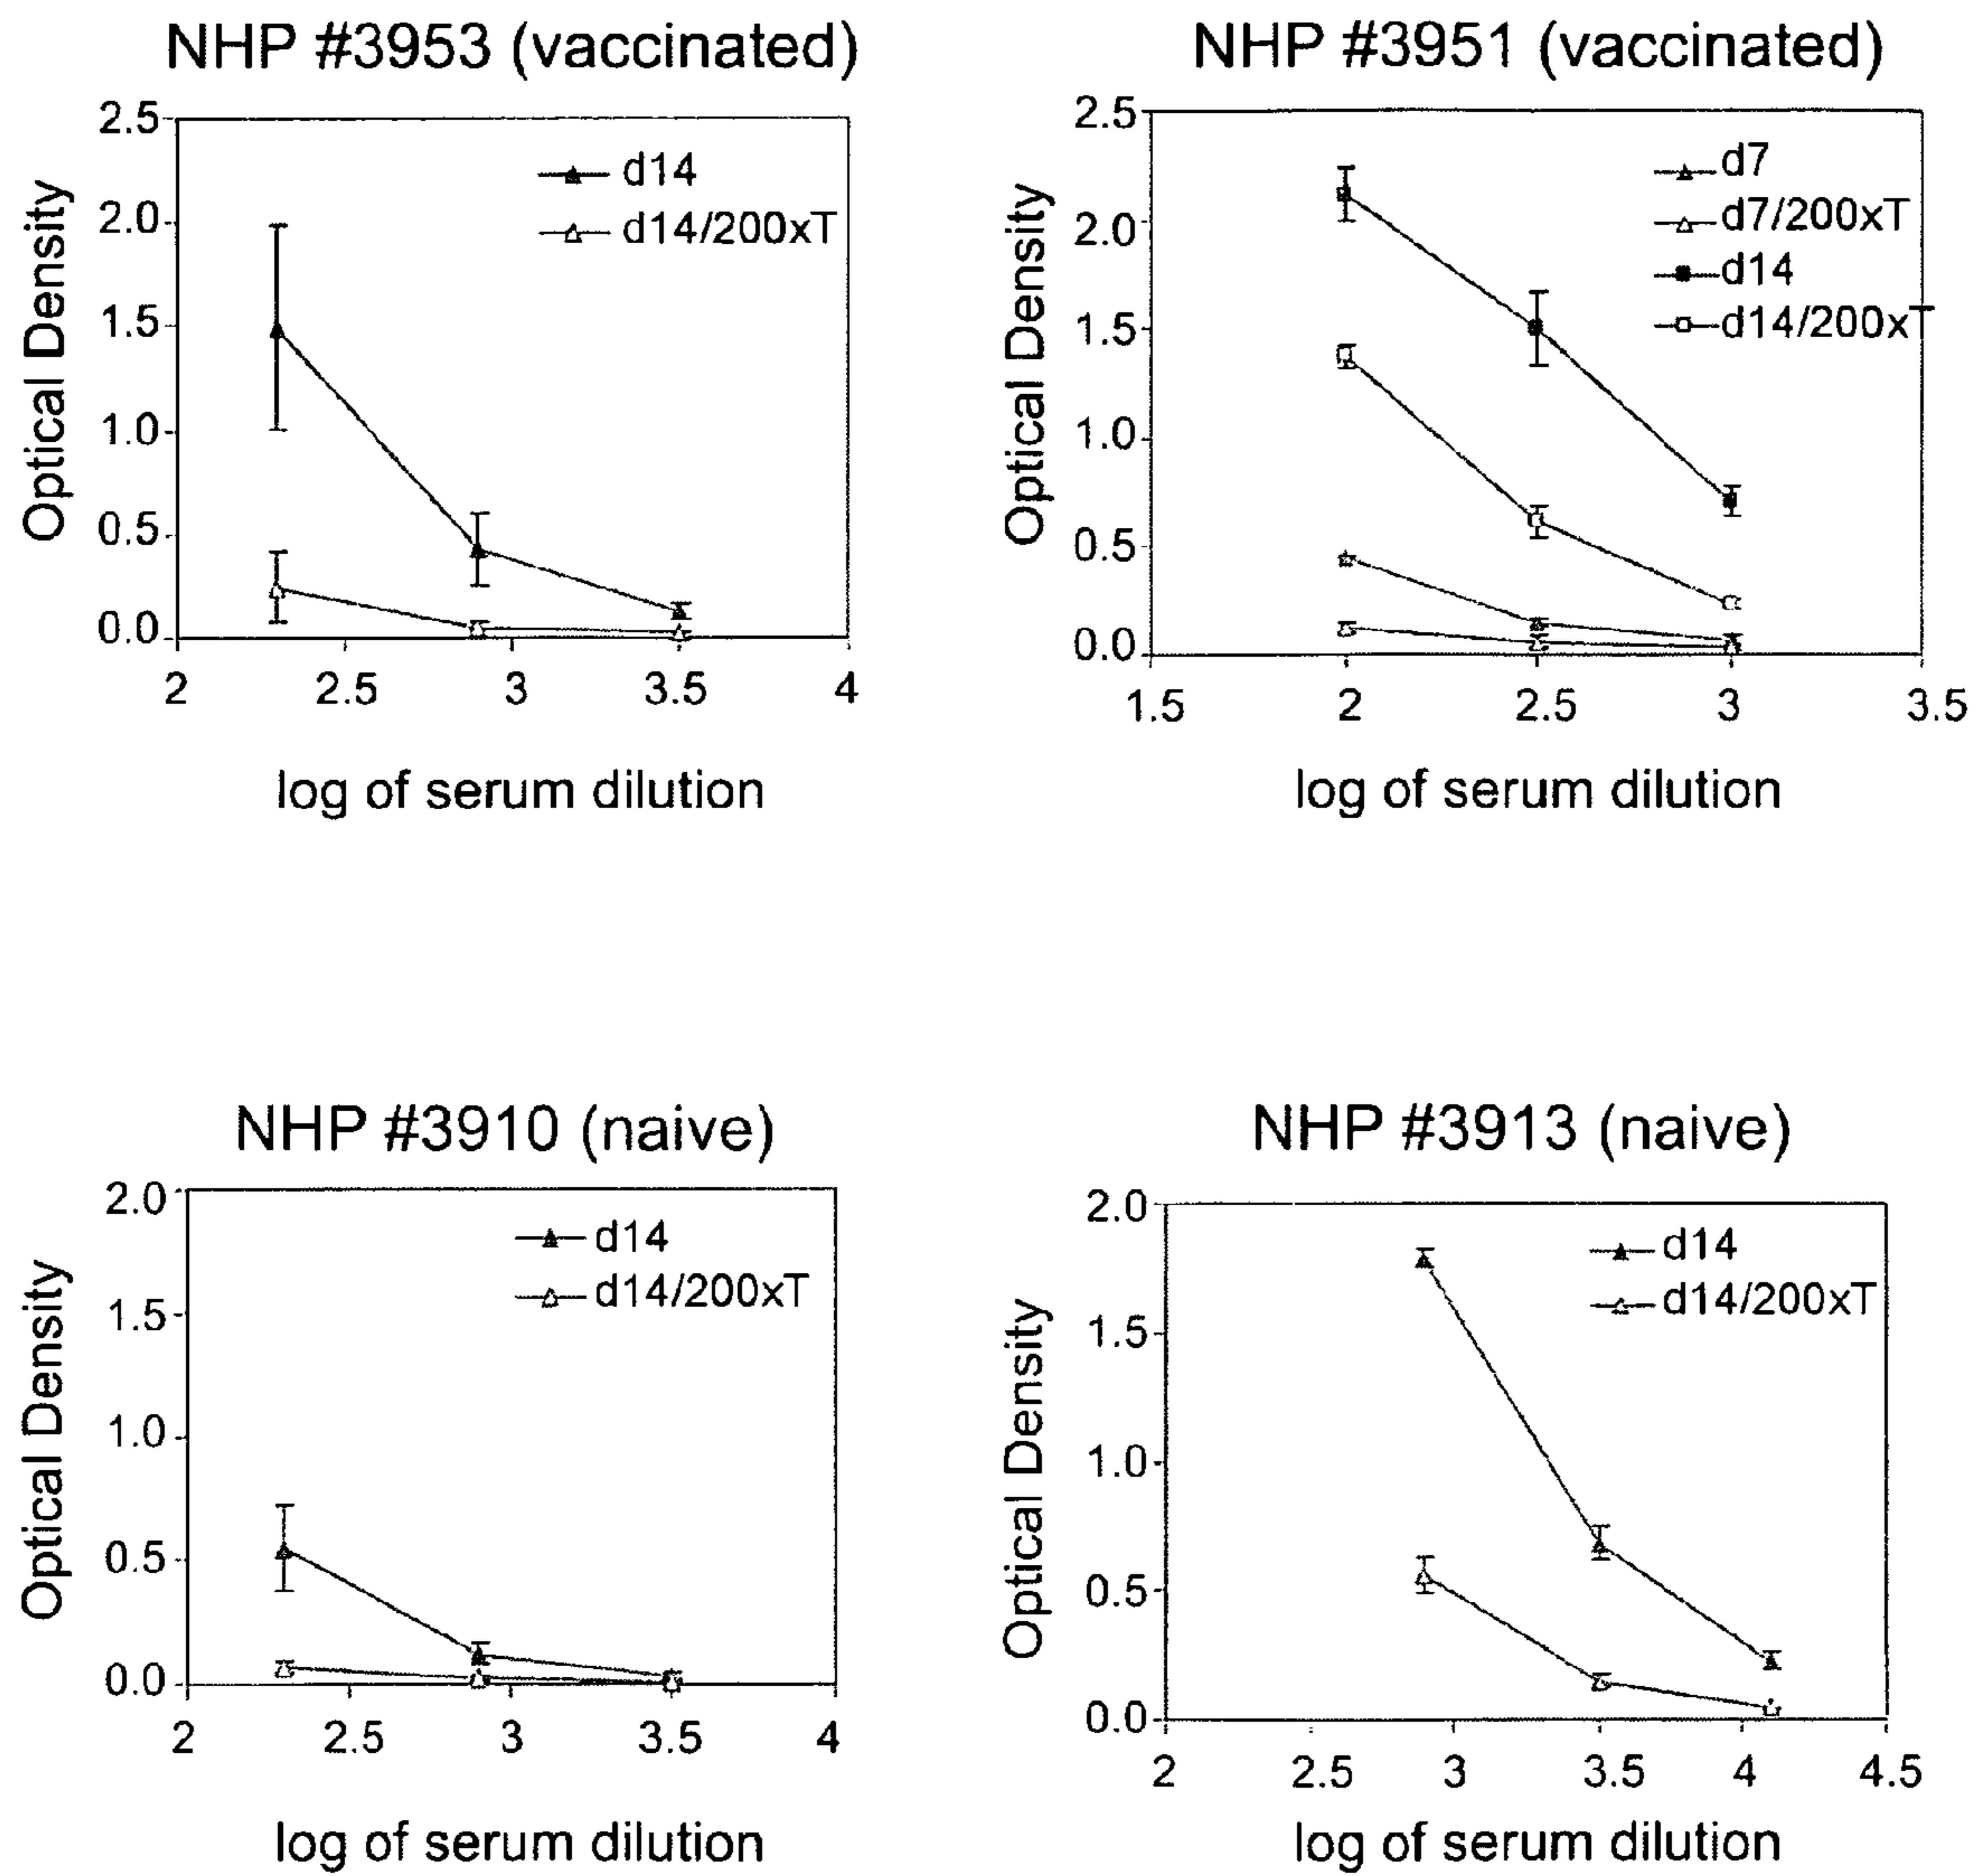 NHP #3953 (vaccinated)
2.5
2.0
1.5
1.0
0.5
0.0
Optical Density
d14
d14/200xT
2 2.5 3 3.5 4
log of serum dilution
NHP #3951 (vaccinated)
2.5
2.0
1.5
1.0
0.5
0.0
Optical Density
d7
d7/200xT
d14
d14/200xT
1.5 2 2.5 3 3.5
log of serum dilution
NHP #3910 (naive)
2.0
1.5
1.0
0.5
0.0
Optical Density
d14
d14/200xT
2 2.5 3 3.5 4
log of serum dilution
NHP #3913 (naive)
2.0
1.5
1.0
0.5
0.0
Optical Density
d14
d14/200xT
2 2.5 3 3.5 4 4.5
log of serum dilution